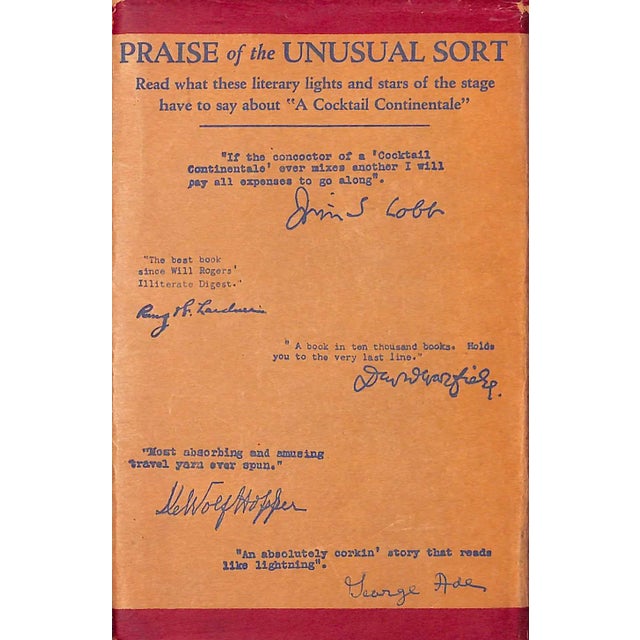 PRAISE of the UNUSUAL SORT
Read what these literary lights and stars of the stage
have to say about "A Cocktail Continentale"
"If the concoctor of a 'Cocktail
Continentale' ever mixes another I will
pay all expenses to go along".
Irvin S Cobb
"The best book
since Will Rogers'
Illiterate Digest."
Ring W. Lardner
"A book in ten thousand books. Holds
you to the very last line."
David Warfield.
"Most absorbing and amusing
travel yarn ever spun."
DeWolf Hopper
"An absolutely corkin' story that reads
like lightning".
George Ade